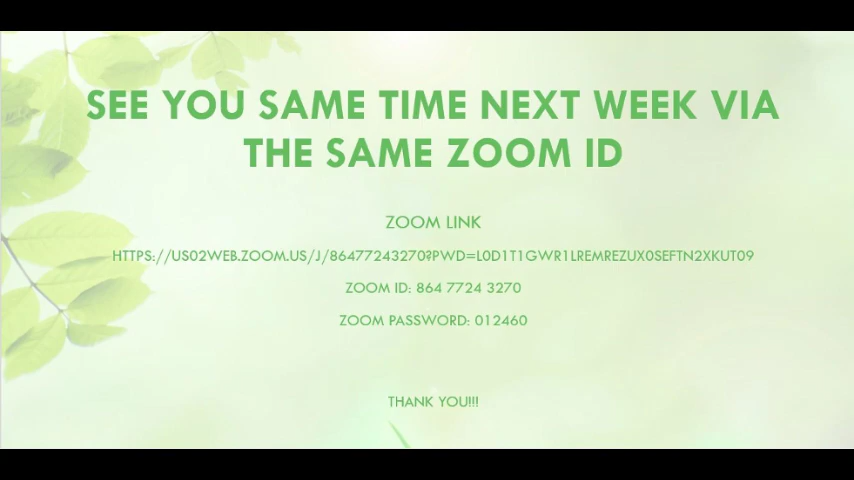 SEE YOU SAME TIME NEXT WEEK VIA
THE SAME ZOOM ID
ZOOM LINK
HTTPS://US02WEB.ZOOM.US/J/86477243270?PWD=L0D1T1GWR1LREMREZUX0SEFTN2XKUT09
ZOOM ID: 864 7724 3270
ZOOM PASSWORD: 012460
THANK YOU!!!